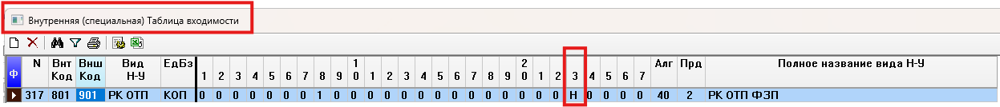 Внутренняя (специальная) Таблица входимости
ф N Внт Код Внш Код Вид Н-У ЕдБз 1 2 3 4 5 6 7 8 9 10 1 2 3 4 5 6 7 8 9 20 1 2 3 4 5 6 7 Алг Прд Полное название вида Н-У
317 801 901 РК ОТП КОП 0 0 0 0 0 0 0 1 0 0 0 0 0 0 0 0 0 0 0 0 0 0 Н 0 0 0 0 40 2 РК ОТП ФЗП